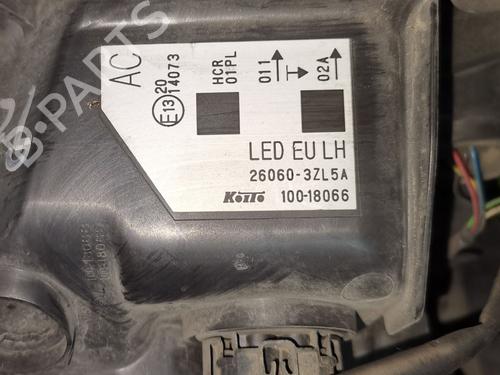 AC
E13
20
14073
HCR
01PL
011
02A
LED EU LH
26060-3ZL5A
KOITO
100-18066
B-PARTS